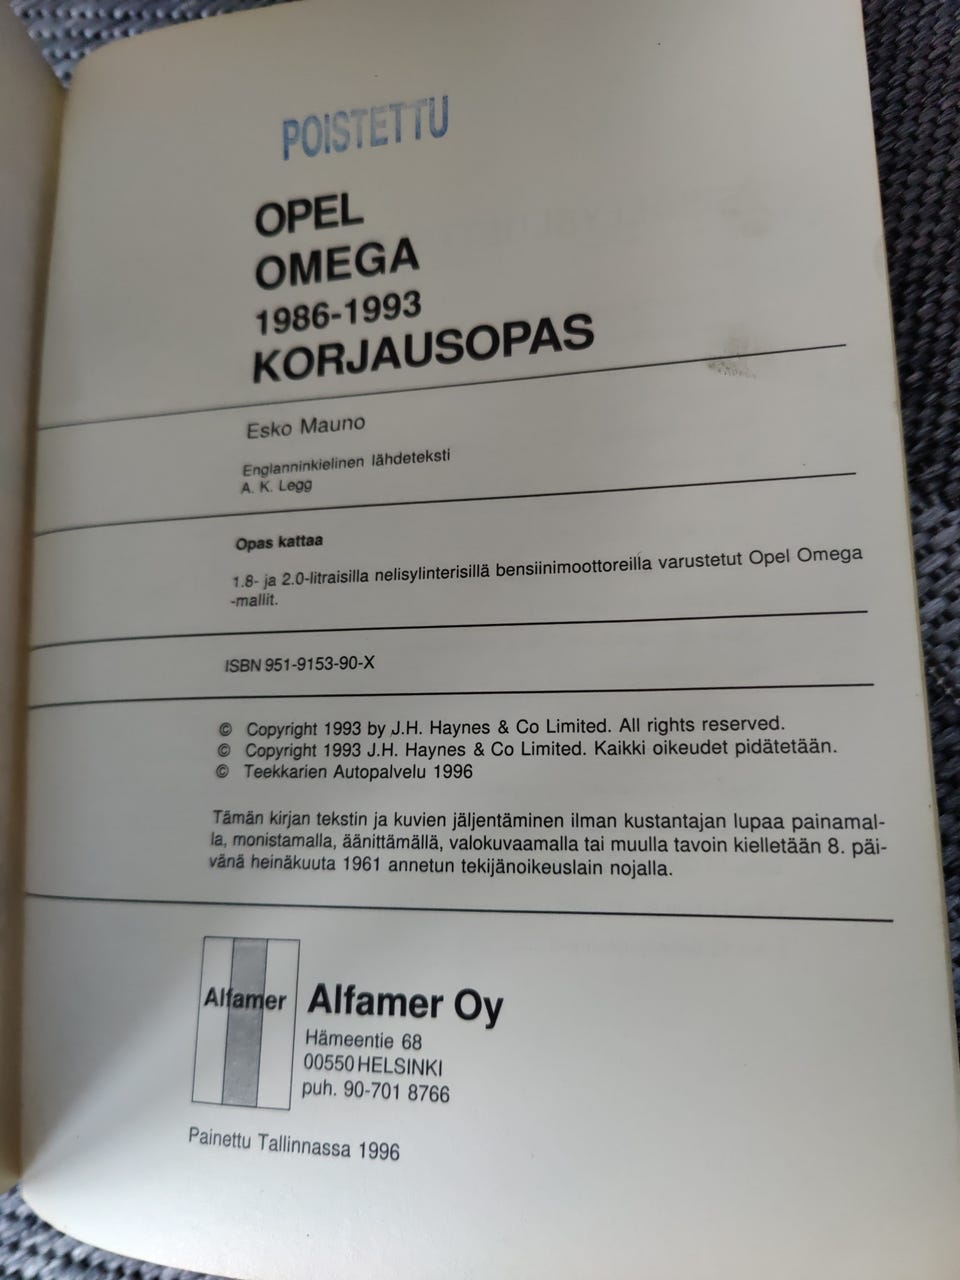 POISTETTU
OPEL
OMEGA
1986-1993
KORJAUSOPAS
Esko Mauno
Englanninkielinen lähdeteksti
A. K. Legg
Opas kattaa
1.8- ja 2.0-litraisilla nelisylinterisillä bensiinimoottoreilla varustetut Opel Omega
-mallit.
ISBN 951-9153-90-X
© Copyright 1993 by J.H. Haynes & Co Limited. All rights reserved.
© Copyright 1993 J.H. Haynes & Co Limited. Kaikki oikeudet pidätetään.
© Teekkarien Autopalvelu 1996
Tämän kirjan tekstin ja kuvien jäljentäminen ilman kustantajan lupaa painamal-
la, monistamalla, äänittämällä, valokuvaamalla tai muulla tavoin kielletään 8. päi-
vänä heinäkuuta 1961 annetun tekijänoikeuslain nojalla.
Alfamer
Alfamer Oy
Hämeentie 68
00550 HELSINKI
puh. 90-701 8766
Painettu Tallinnassa 1996